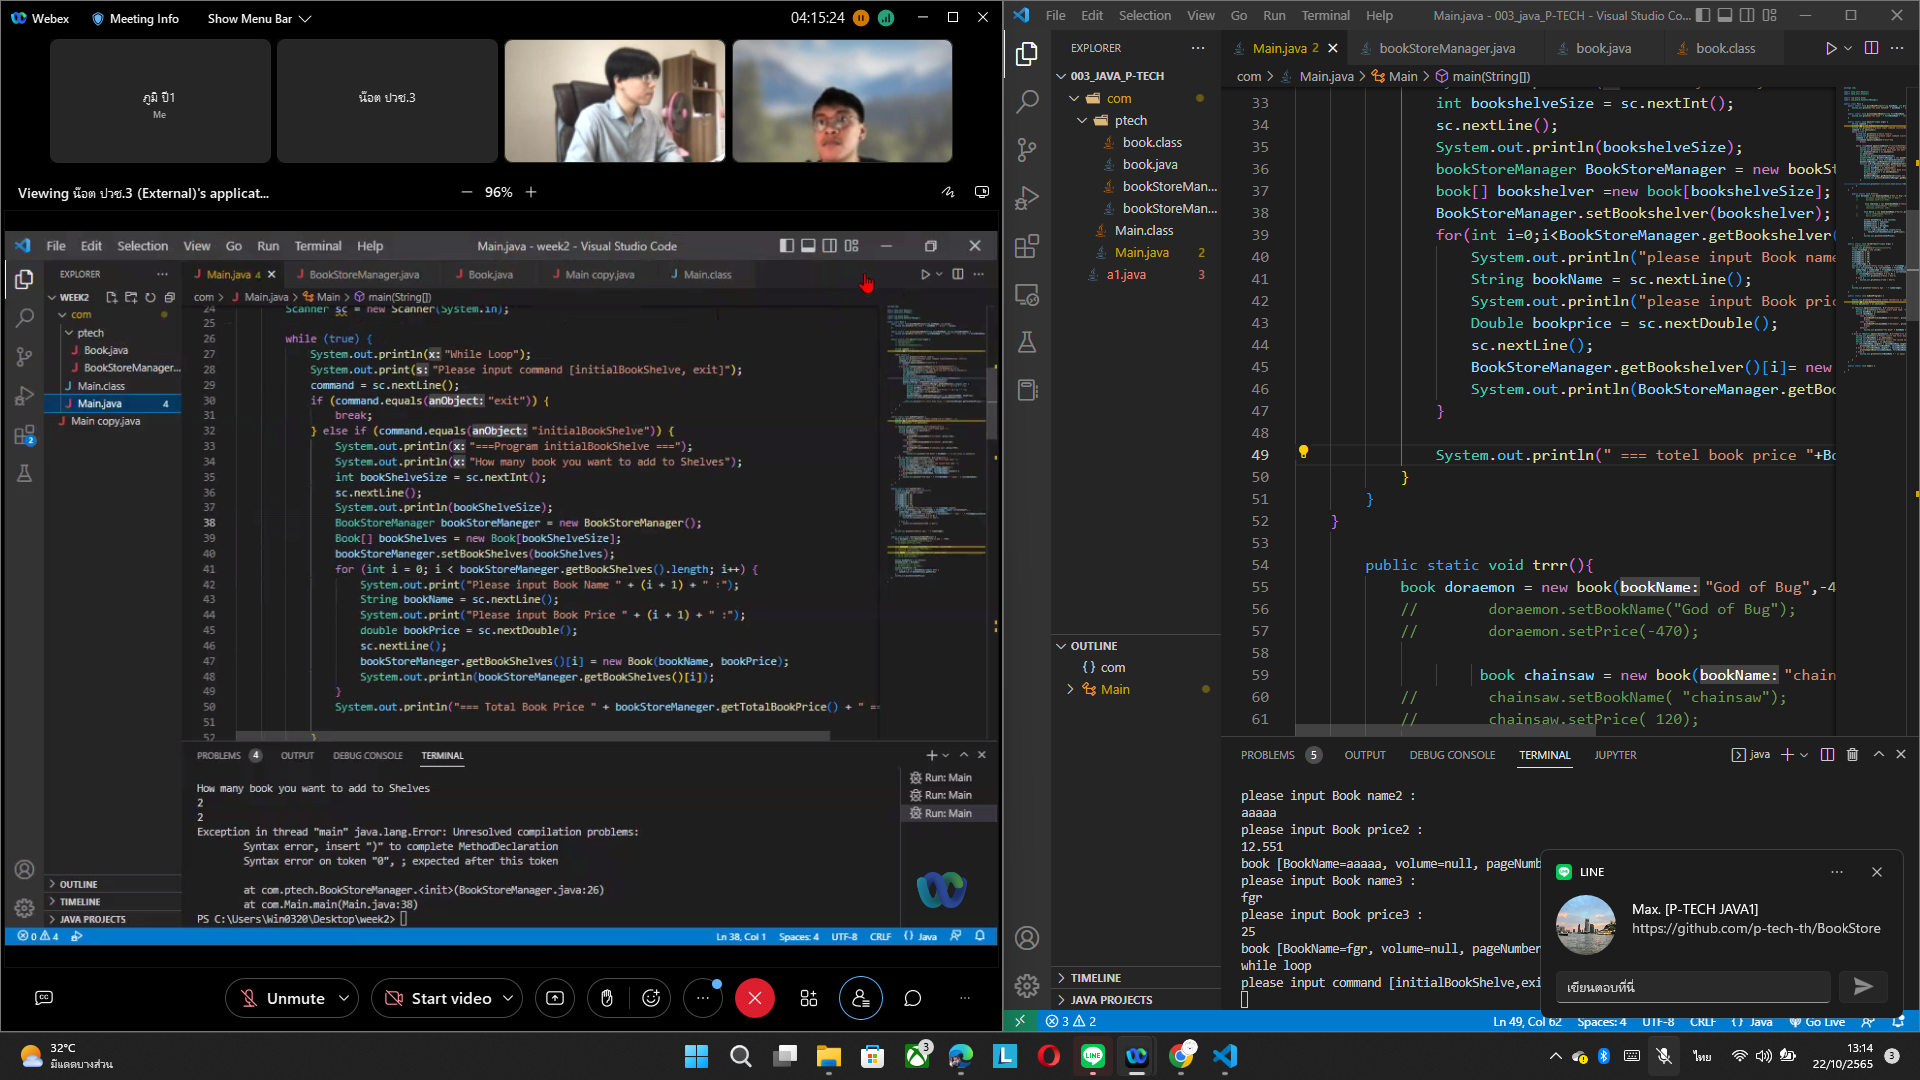 Webex
Meeting Info
Show Menu Bar
04:15:24
ภูมิ ปี1
Me
น๊อต ปวช.3
Viewing น๊อต ปวช.3 (External)'s applicat...
96%
File Edit Selection View Go Run Terminal Help
Main.java - week2 - Visual Studio Code
EXPLORER
WEEK2
com
ptech
Book.java
BookStoreManager...
Main.class
Main.java 4
Main copy.java
OUTLINE
TIMELINE
JAVA PROJECTS
Main.java 4
BookStoreManager.java
Book.java
Main copy.java
Main.class
com > Main.java > Main > main(String[])
24 Scanner sc = new Scanner(System.in);
25
26 while (true) {
27 System.out.println(x: "While Loop");
28 System.out.print(s: "Please input command [initialBookShelve, exit]");
29 command = sc.nextLine();
30 if (command.equals(anObject: "exit")) {
31 break;
32 } else if (command.equals(anObject: "initialBookShelve")) {
33 System.out.println(x: "===Program initialBookShelve ===");
34 System.out.println(x: "How many book you want to add to Shelves");
35 int bookShelveSize = sc.nextInt();
36 sc.nextLine();
37 System.out.println(bookShelveSize);
38 BookStoreManager bookStoreManeger = new BookStoreManager();
39 Book[] bookShelves = new Book[bookShelveSize];
40 bookStoreManeger.setBookShelves(bookShelves);
41 for (int i = 0; i < bookStoreManeger.getBookShelves().length; i++) {
42 System.out.print("Please input Book Name " + (i + 1) + " :");
43 String bookName = sc.nextLine();
44 System.out.print("Please input Book Price " + (i + 1) + " :");
45 double bookPrice = sc.nextDouble();
46 sc.nextLine();
47 bookStoreManeger.getBookShelves()[i] = new Book(bookName, bookPrice);
48 System.out.println(bookStoreManeger.getBookShelves()[i]);
49 }
50 System.out.println("=== Total Book Price " + bookStoreManeger.getTotalBookPrice() + " ==
51
52 }
PROBLEMS 4 OUTPUT DEBUG CONSOLE TERMINAL
How many book you want to add to Shelves
2
2
Exception in thread "main" java.lang.Error: Unresolved compilation problems:
Syntax error, insert ")" to complete MethodDeclaration
Syntax error on token "0", ; expected after this token
at com.ptech.BookStoreManager.<init>(BookStoreManager.java:26)
at com.Main.main(Main.java:38)
PS C:\Users\Win0320\Desktop\week2>
Run: Main
Run: Main
Run: Main
2
0 4
Ln 38, Col 1 Spaces: 4 UTF-8 CRLF {} Java
Unmute
Start video
File Edit Selection View Go Run Terminal Help
Main.java - 003_java_P-TECH - Visual Studio Co...
EXPLORER
003_JAVA_P-TECH
com
ptech
book.class
book.java
bookStoreMan...
bookStoreMan...
Main.class
Main.java 2
a1.java 3
OUTLINE
{} com
Main
TIMELINE
JAVA PROJECTS
Main.java 2
bookStoreManager.java
book.java
book.class
com > Main.java > Main > main(String[])
33 int bookshelveSize = sc.nextInt();
34 sc.nextLine();
35 System.out.println(bookshelveSize);
36 bookStoreManager BookStoreManager = new bookSt
37 book[] bookshelver =new book[bookshelveSize];
38 BookStoreManager.setBookshelver(bookshelver);
39 for(int i=0;i<BookStoreManager.getBookshelver(
40 System.out.println("please input Book name
41 String bookName = sc.nextLine();
42 System.out.println("please input Book pric
43 Double bookprice = sc.nextDouble();
44 sc.nextLine();
45 BookStoreManager.getBookshelver()[i]= new
46 System.out.println(BookStoreManager.getBoo
47 }
48
49 System.out.println(" === totel book price "+Bo
50 }
51 }
52 }
53
54 public static void trrr(){
55 book doraemon = new book(bookName: "God of Bug",-4
56 // doraemon.setBookName("God of Bug");
57 // doraemon.setPrice(-470);
58
59 book chainsaw = new book(bookName: "chain
60 // chainsaw.setBookName( "chainsaw");
61 // chainsaw.setPrice( 120);
PROBLEMS 5 OUTPUT DEBUG CONSOLE TERMINAL JUPYTER
java
please input Book name2 :
aaaaa
please input Book price2 :
12.551
book [BookName=aaaaa, volume=null, pageNumb
please input Book name3 :
fgr
please input Book price3 :
25
book [BookName=fgr, volume=null, pageNumber
while loop
please input command [initialBookShelve,exi
LINE
Max. [P-TECH JAVA1]
https://github.com/p-tech-th/BookStore
เขียนตอบที่นี่
3 2
Ln 49, Col 62 Spaces: 4 UTF-8 CRLF {} Java Go Live
32°C
มีแดดบางส่วน
3
L
LINE
ไทย
13:14
22/10/2565
3